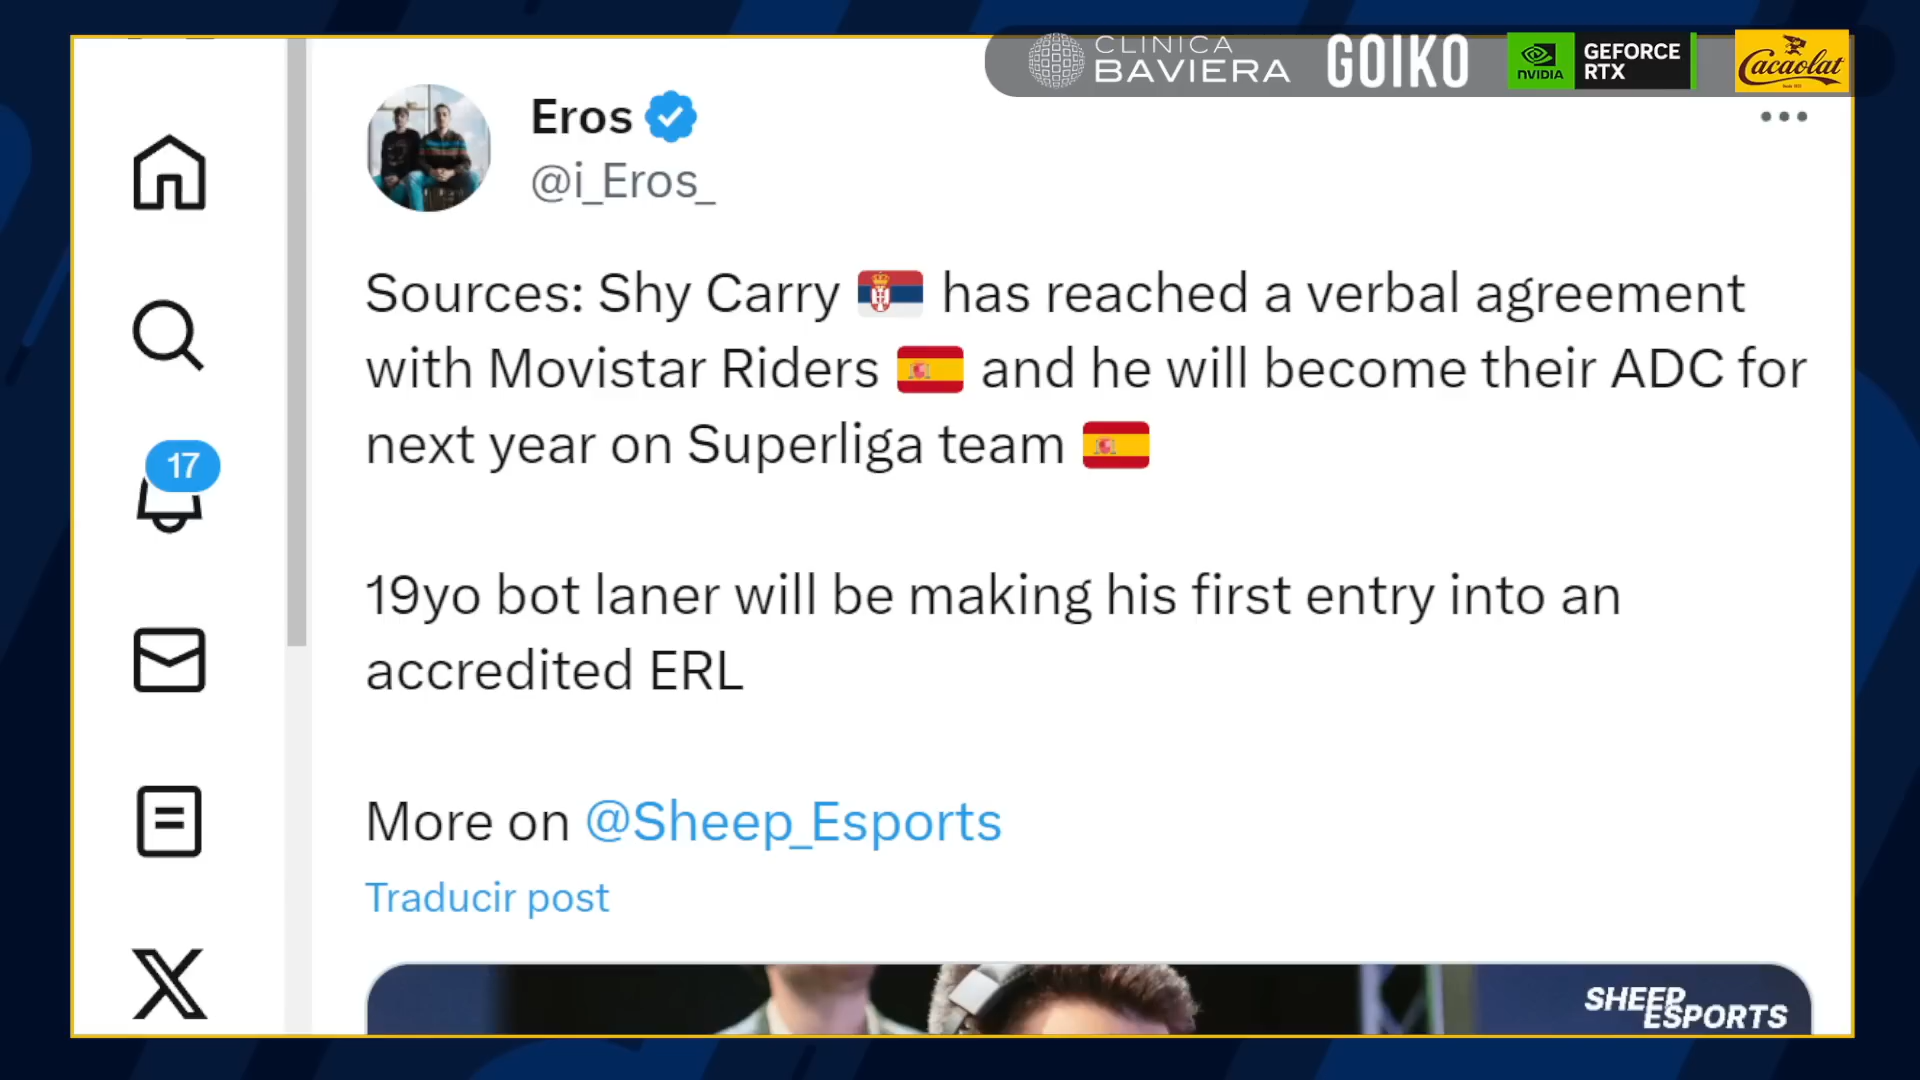 CLINICA
BAVIERA
GOIKO
NVIDIA
GEFORCE
RTX
Cacaolat
Eros
@i_Eros_
Sources: Shy Carry 🇷🇸 has reached a verbal agreement
with Movistar Riders 🇪🇸 and he will become their ADC for
next year on Superliga team 🇪🇸
17
19yo bot laner will be making his first entry into an
accredited ERL
More on @Sheep_Esports
Traducir post
SHEEP
ESPORTS